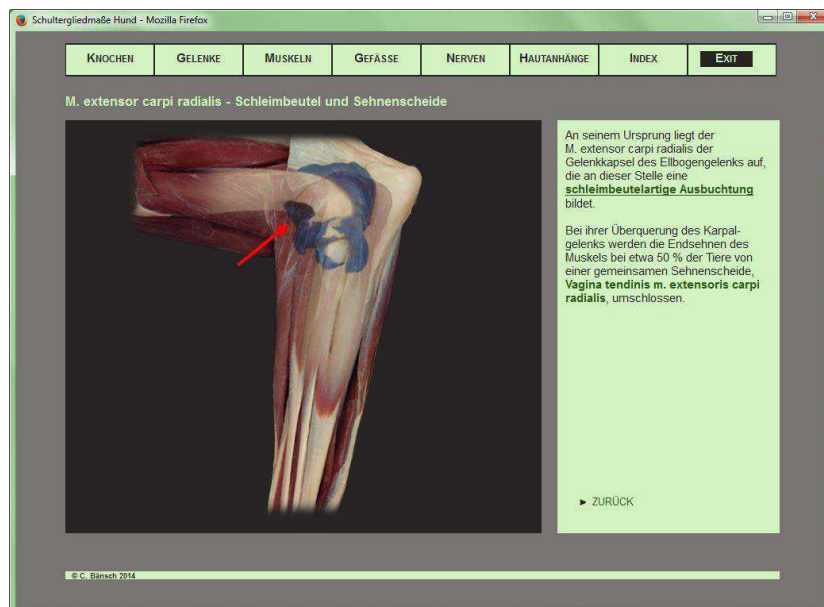 Schultergliedmaße Hund - Mozilla Firefox
KNOCHEN GELENKE MUSKELN GEFÄSSE NERVEN HAUTANHÄNGE INDEX EXIT
M. extensor carpi radialis - Schleimbeutel und Sehnenscheide
An seinem Ursprung liegt der
M. extensor carpi radialis der
Gelenkkapsel des Ellbogengelenks auf,
die an dieser Stelle eine
schleimbeutelartige Ausbuchtung
bildet.
Bei ihrer Überquerung des Karpal-
gelenks werden die Endsehnen des
Muskels bei etwa 50 % der Tiere von
einer gemeinsamen Sehnenscheide,
Vagina tendinis m. extensoris carpi
radialis, umschlossen.
► ZURÜCK
© C. Bänsch 2014